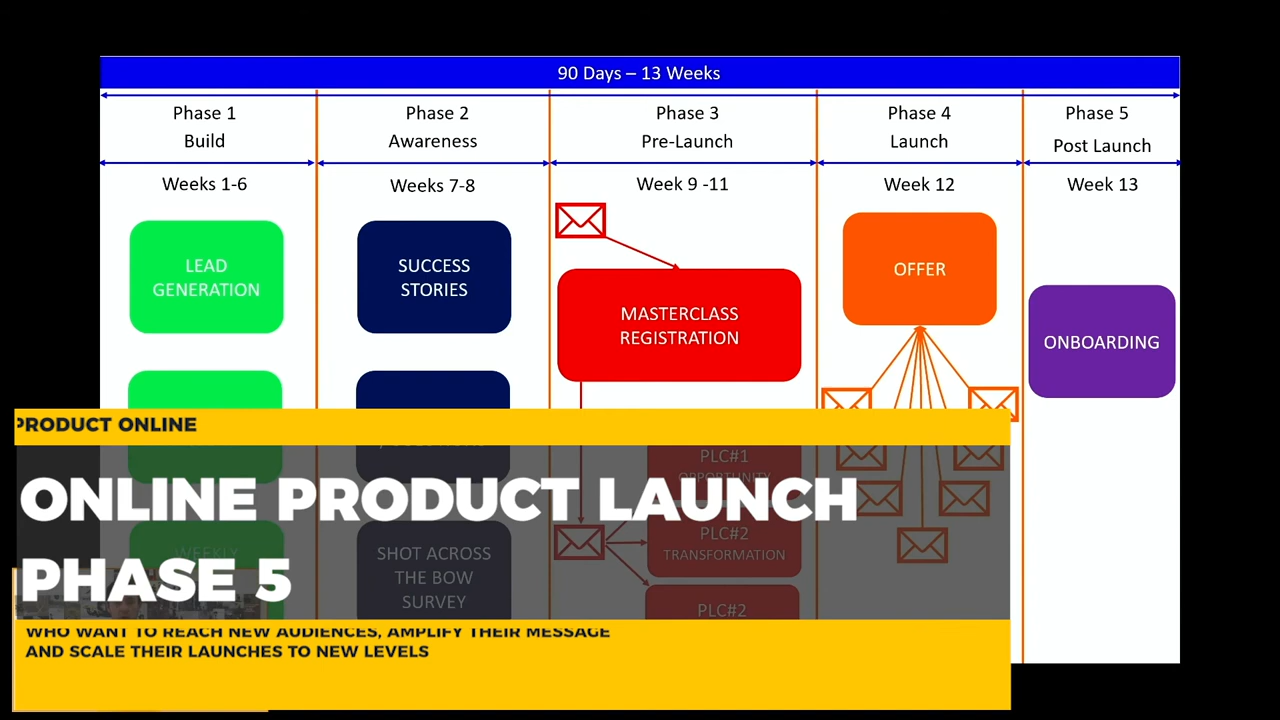 90 Days – 13 Weeks
Phase 1
Build
Phase 2
Awareness
Phase 3
Pre-Launch
Phase 4
Launch
Phase 5
Post Launch
Weeks 1-6
Weeks 7-8
Week 9 -11
Week 12
Week 13
LEAD
GENERATION
SUCCESS
STORIES
MASTERCLASS
REGISTRATION
OFFER
ONBOARDING
PRODUCT ONLINE
PLC#1
OPPORTUNITY
ONLINE PRODUCT LAUNCH
PHASE 5
PLC#2
TRANSFORMATION
WEEKLY
SHOT ACROSS
THE BOW
SURVEY
PLC#2
WHO WANT TO REACH NEW AUDIENCES, AMPLIFY THEIR MESSAGE
AND SCALE THEIR LAUNCHES TO NEW LEVELS